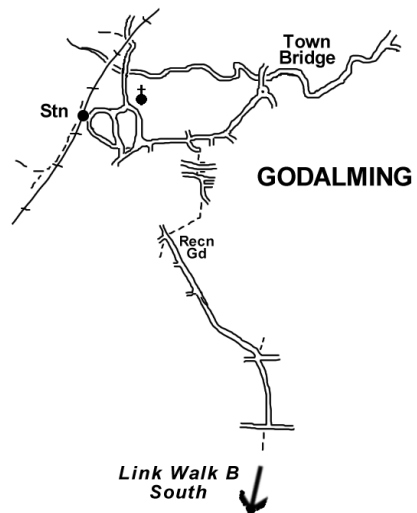 Town
Bridge
Stn
GODALMING
Recn
Gd
Link Walk B
South